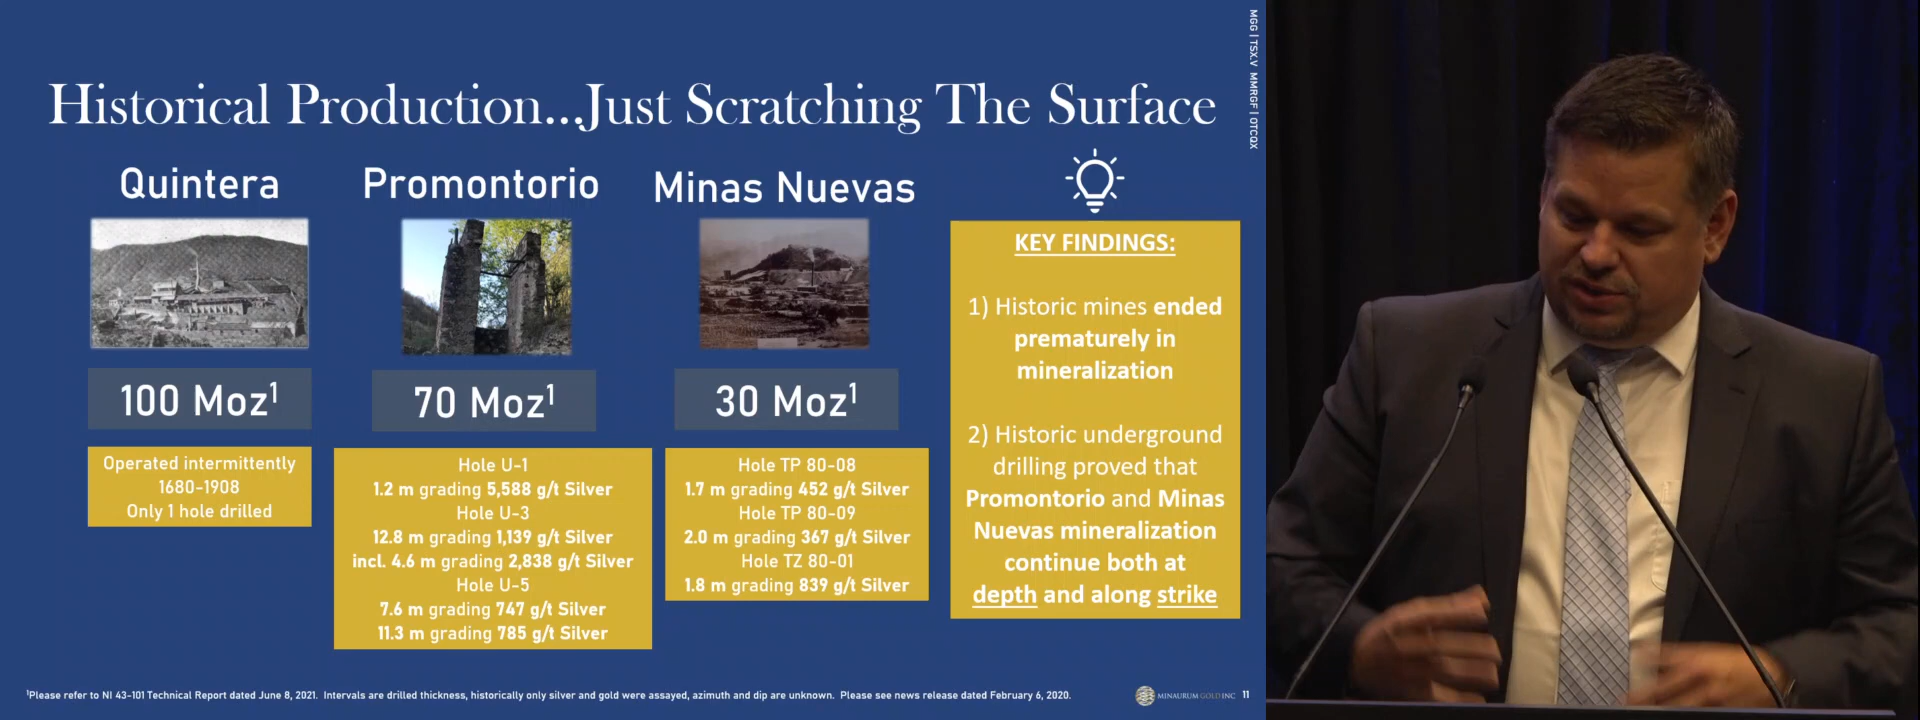 MGG | TSX.V MMRGF | OTCQX
Historical Production...Just Scratching The Surface
Quintera
100 Moz¹
Operated intermittently
1680-1908
Only 1 hole drilled
Promontorio
70 Moz¹
Hole U-1
1.2 m grading 5,588 g/t Silver
Hole U-3
12.8 m grading 1,139 g/t Silver
incl. 4.6 m grading 2,838 g/t Silver
Hole U-5
7.6 m grading 747 g/t Silver
11.3 m grading 785 g/t Silver
Minas Nuevas
30 Moz¹
Hole TP 80-08
1.7 m grading 452 g/t Silver
Hole TP 80-09
2.0 m grading 367 g/t Silver
Hole TZ 80-01
1.8 m grading 839 g/t Silver
KEY FINDINGS:
1) Historic mines ended
prematurely in
mineralization
2) Historic underground
drilling proved that
Promontorio and Minas
Nuevas mineralization
continue both at
depth and along strike
¹Please refer to NI 43-101 Technical Report dated June 8, 2021. Intervals are drilled thickness, historically only silver and gold were assayed, azimuth and dip are unknown. Please see news release dated February 6, 2020.
MINAURUM GOLD INC 11